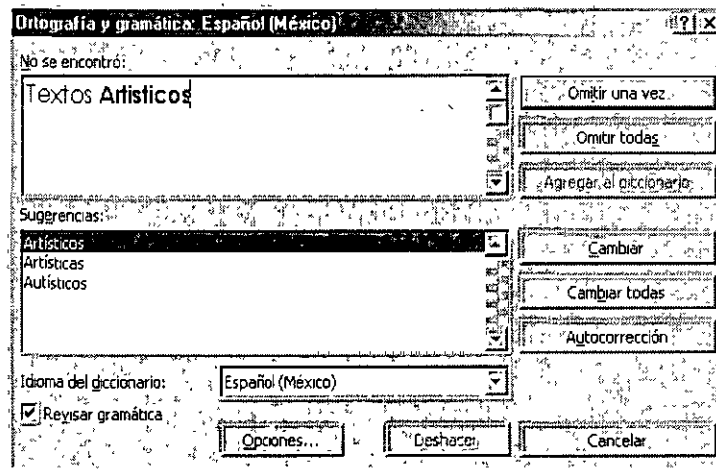 Ortografía y gramática: Español (México)
No se encontró:
Textos Artisticos
Omitir una vez
Omitir todas
Agregar al diccionario
Sugerencias:
Artísticos
Artísticas
Autísticos
Cambiar
Cambiar todas
Autocorrección
Idioma del diccionario:
Español (México)
Revisar gramática
Opciones...
Deshacer
Cancelar